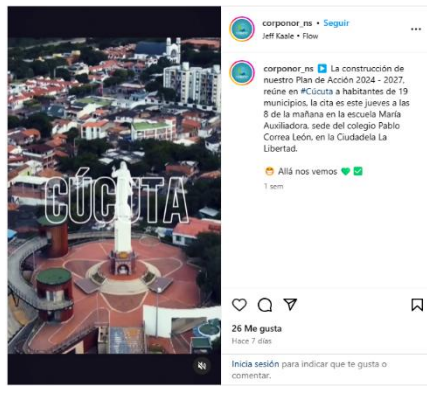 CÚCUTA
corponor_ns • Seguir
Jeff Kaale • Flow
corponor_ns ▶️ La construcción de
nuestro Plan de Acción 2024 - 2027,
reúne en #Cúcuta a habitantes de 19
municipios, la cita es este jueves a las
8 de la mañana en la escuela María
Auxiliadora, sede del colegio Pablo
Correa León, en la Ciudadela La
Libertad.
😁 Allá nos vemos 💚 ✅
1 sem
26 Me gusta
Hace 7 días
Inicia sesión para indicar que te gusta o
comentar.